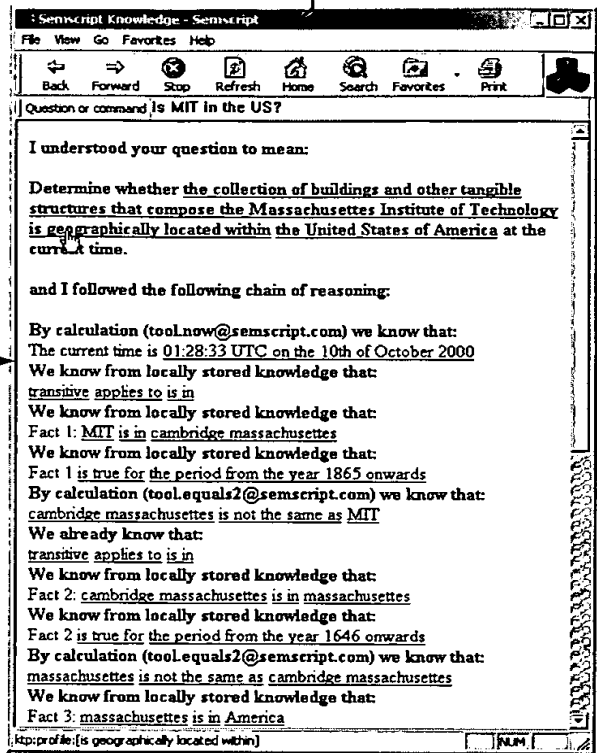 Semscript Knowledge - Semscript
File View Go Favorites Help
Back Forward Stop Refresh Home Search Favorites Print
Question or command Is MIT in the US?
I understood your question to mean:
Determine whether the collection of buildings and other tangible
structures that compose the Massachusettes Institute of Technology
is geographically located within the United States of America at the
current time.
and I followed the following chain of reasoning:
By calculation (tool.now@semscript.com) we know that:
The current time is 01:28:33 UTC on the 10th of October 2000
We know from locally stored knowledge that:
transitive applies to is in
We know from locally stored knowledge that:
Fact 1: MIT is in cambridge massachusettes
We know from locally stored knowledge that:
Fact 1 is true for the period from the year 1865 onwards
By calculation (tool.equals2@semscript.com) we know that:
cambridge massachusettes is not the same as MIT
We already know that:
transitive applies to is in
We know from locally stored knowledge that:
Fact 2: cambridge massachusettes is in massachusettes
We know from locally stored knowledge that:
Fact 2 is true for the period from the year 1646 onwards
By calculation (tool.equals2@semscript.com) we know that:
massachusettes is not the same as cambridge massachusettes
We know from locally stored knowledge that:
Fact 3: massachusettes is in America
ktp:profile;[is geographically located within] NUM